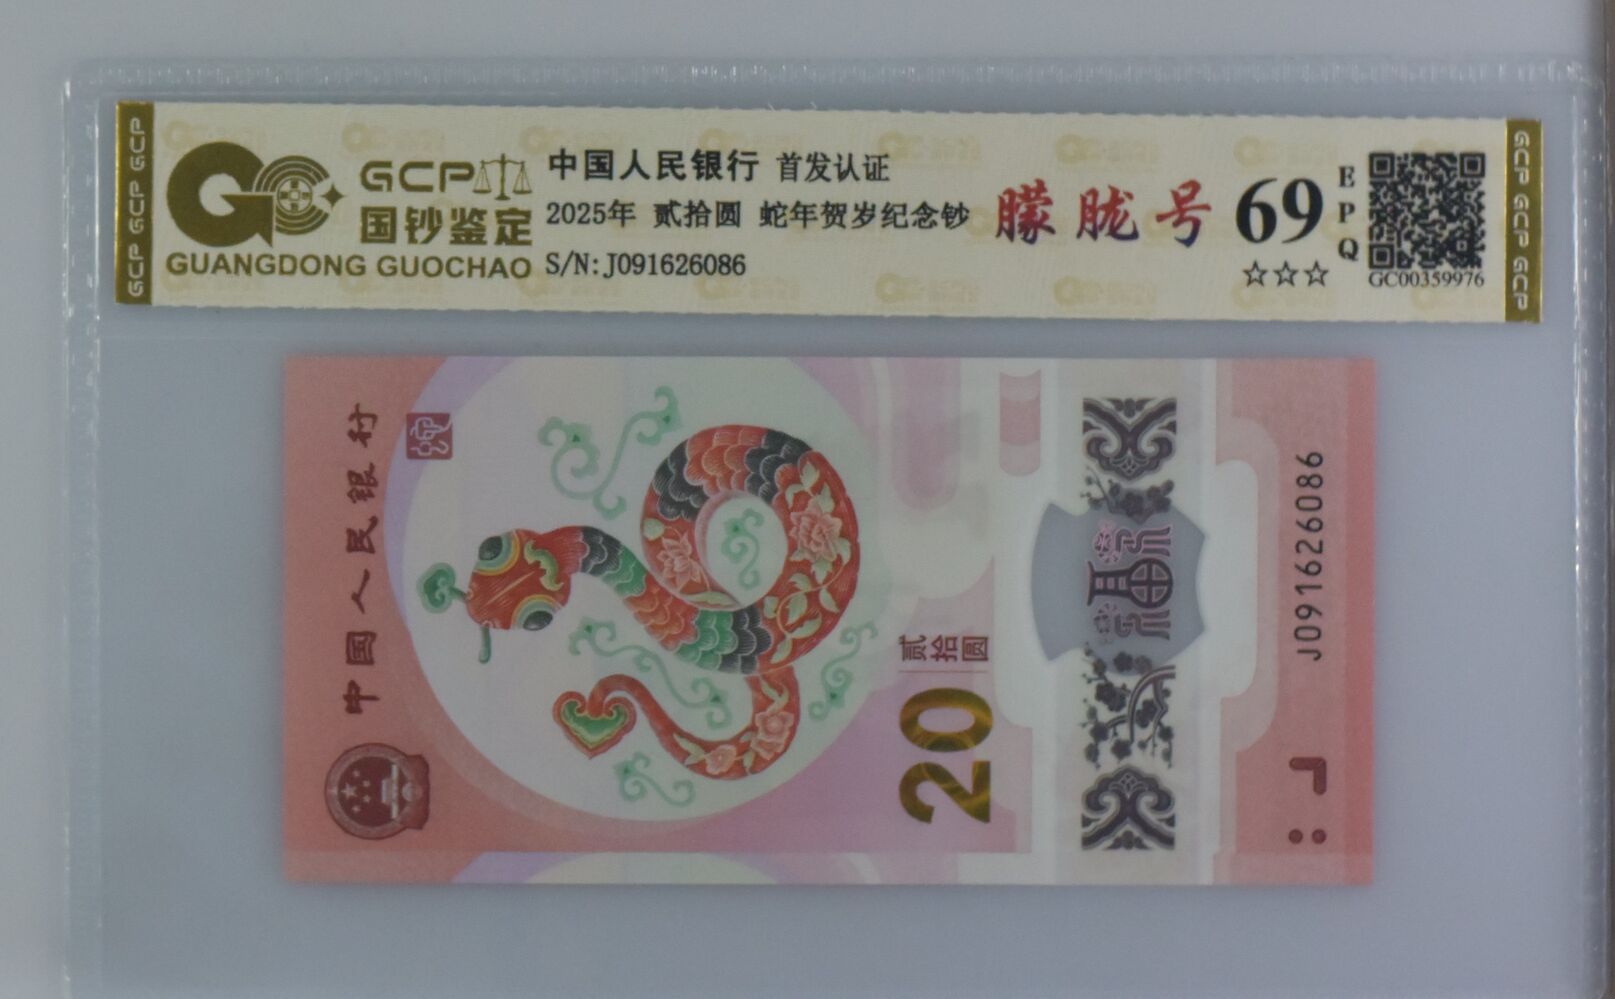 GCP GCP GCP
GCP
国钞鉴定
GUANGDONG GUOCHAO
中国人民银行 首发认证
2025年 贰拾圆 蛇年贺岁纪念钞
S/N:J091626086
朦胧号
69
☆☆☆
EPQ
GC00359976
GCP GCP GCP
中国人民银行
蛇
贰拾圆
20
福
J091626086